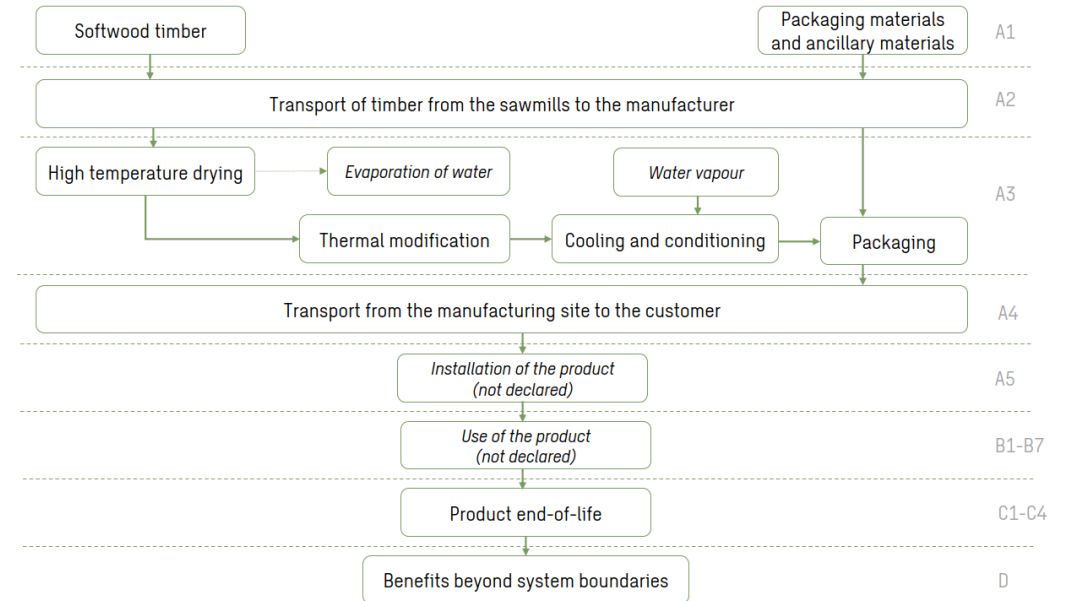 Softwood timber
Packaging materials
and ancillary materials
A1
Transport of timber from the sawmills to the manufacturer
A2
High temperature drying
Evaporation of water
Water vapour
A3
Thermal modification
Cooling and conditioning
Packaging
Transport from the manufacturing site to the customer
A4
Installation of the product
(not declared)
A5
Use of the product
(not declared)
B1-B7
Product end-of-life
C1-C4
Benefits beyond system boundaries
D